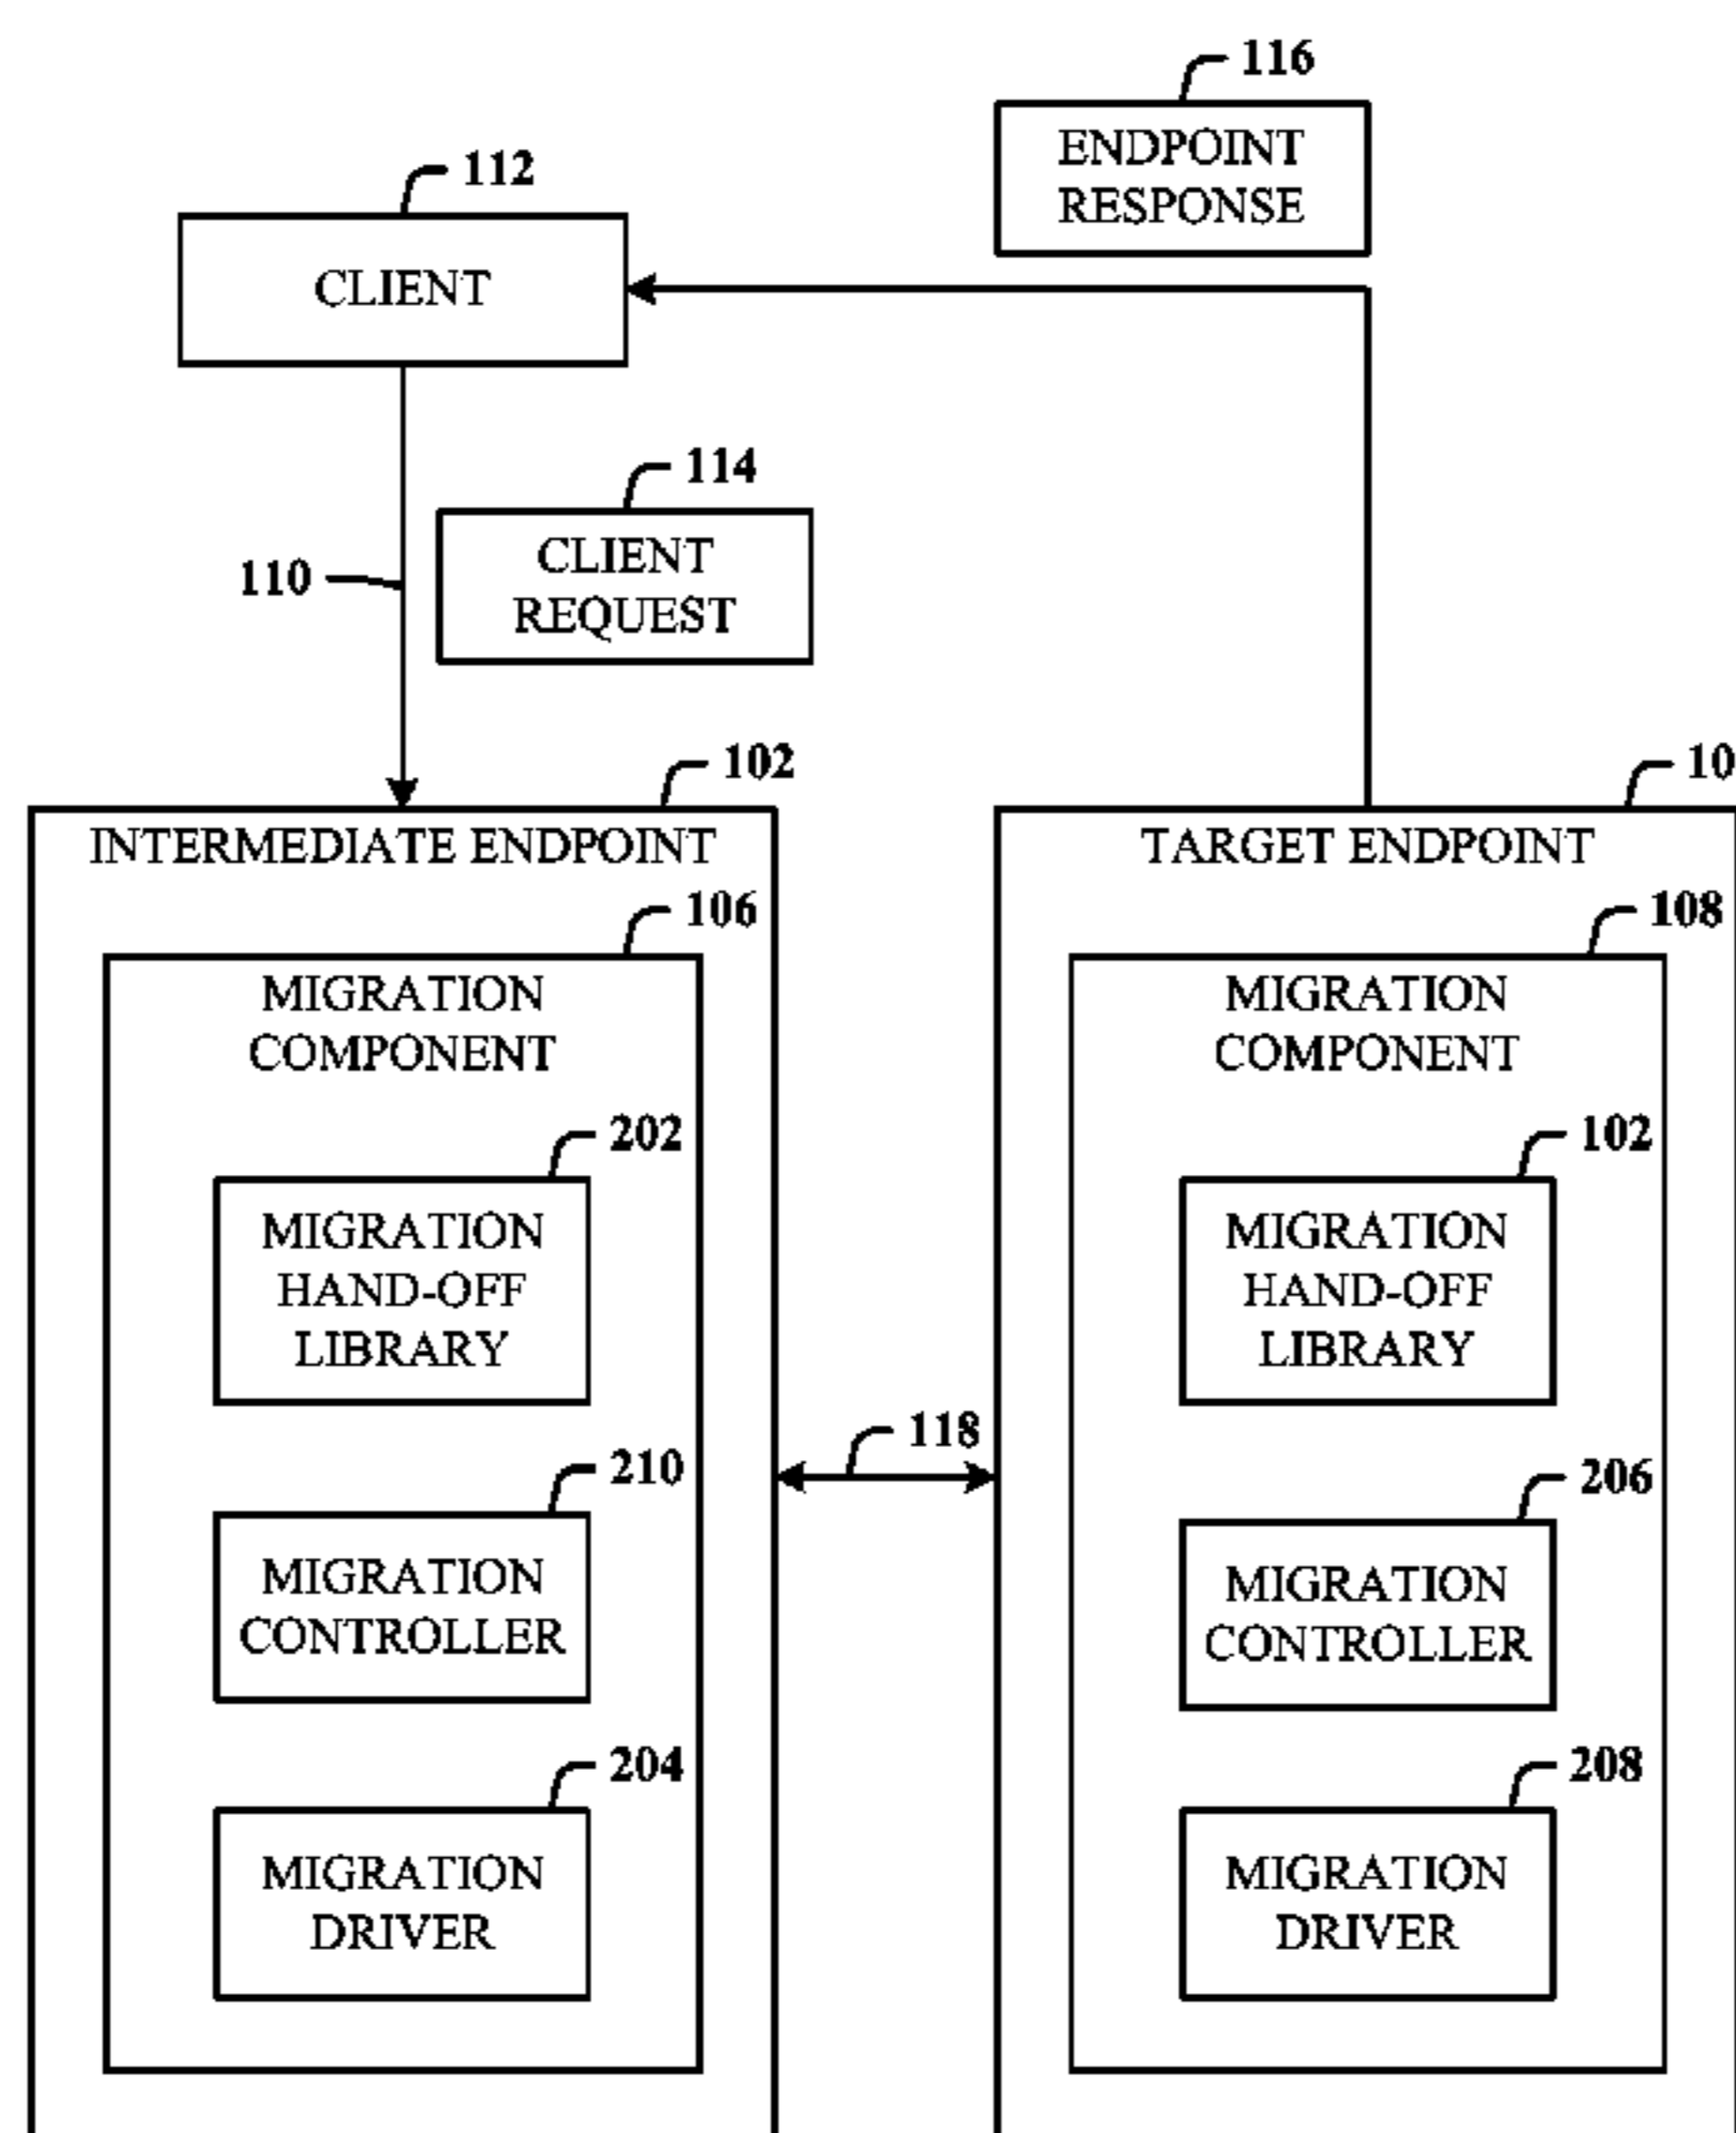 116
ENDPOINT
RESPONSE
112
CLIENT
114
CLIENT
REQUEST
110
102
INTERMEDIATE ENDPOINT
106
MIGRATION
COMPONENT
202
MIGRATION
HAND-OFF
LIBRARY
210
MIGRATION
CONTROLLER
204
MIGRATION
DRIVER
118
10
TARGET ENDPOINT
108
MIGRATION
COMPONENT
102
MIGRATION
HAND-OFF
LIBRARY
206
MIGRATION
CONTROLLER
208
MIGRATION
DRIVER